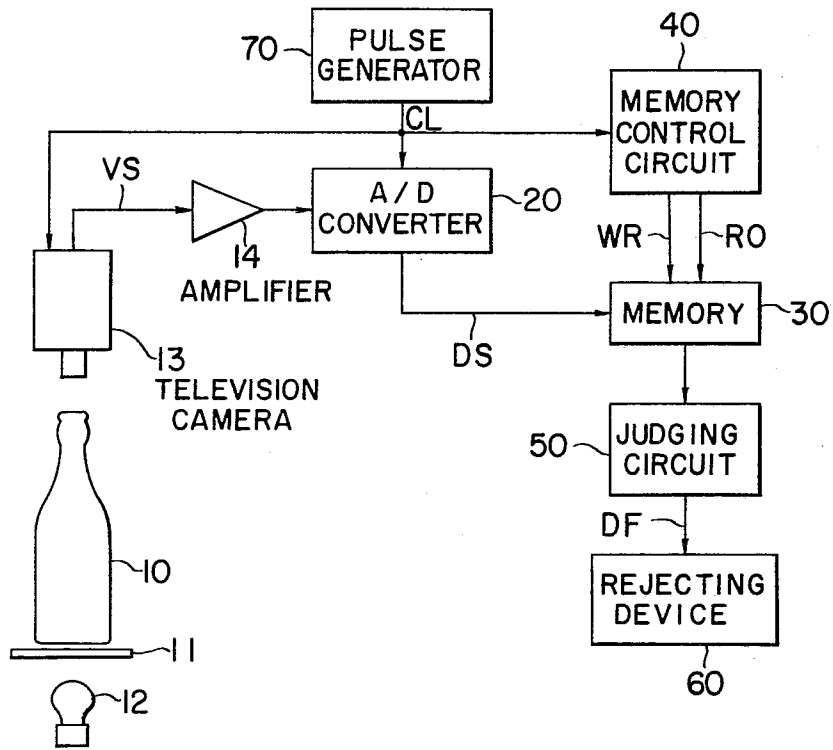 70
PULSE
GENERATOR
40
MEMORY
CONTROL
CIRCUIT
CL
VS
A/D
CONVERTER
20
14
AMPLIFIER
WR
RO
MEMORY
30
DS
13
TELEVISION
CAMERA
JUDGING
CIRCUIT
50
DF
10
REJECTING
DEVICE
60
11
12